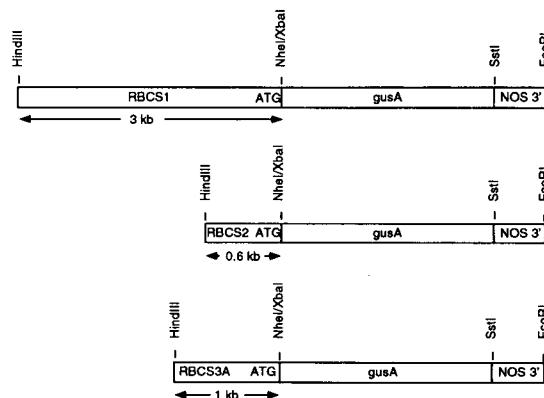 HindIII
NheI/XbaI
SstI
EcoRI
RBCS1
ATG
gusA
NOS 3'
3 kb
HindIII
NheI/XbaI
SstI
EcoRI
RBCS2
ATG
gusA
NOS 3'
0.6 kb
HindIII
NheI/XbaI
SstI
EcoRI
RBCS3A
ATG
gusA
NOS 3'
1 kb